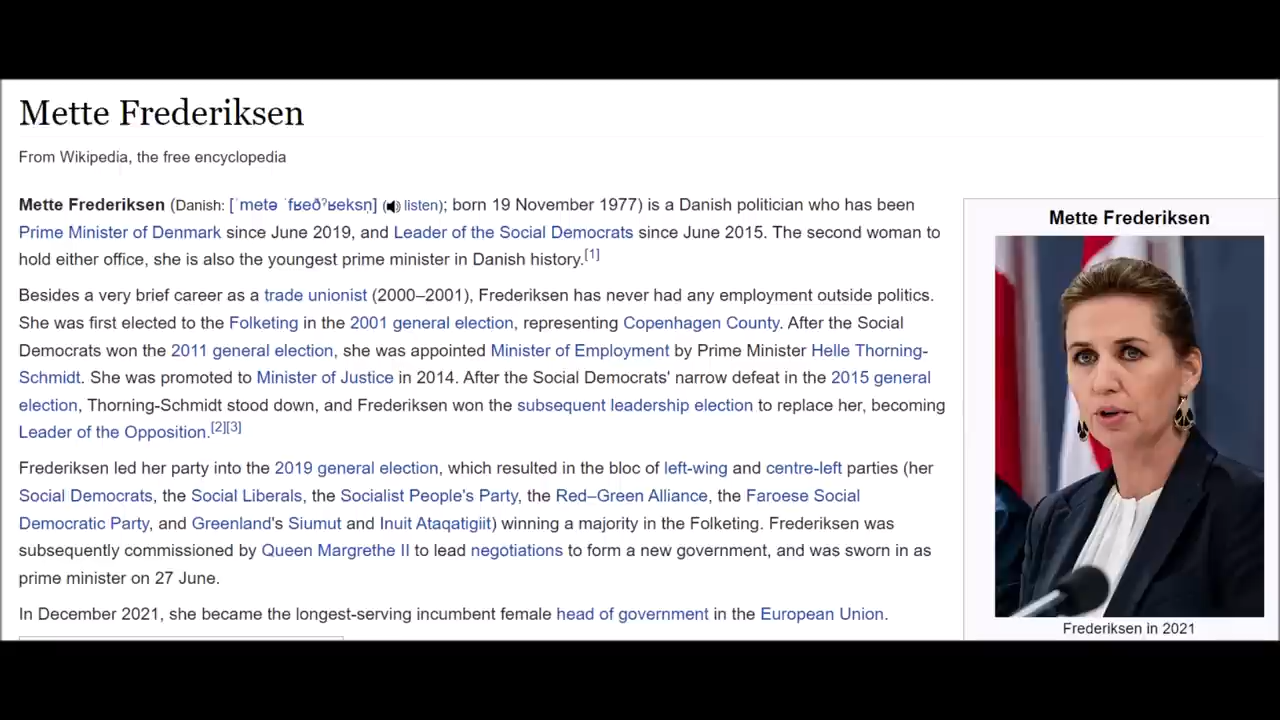 Mette Frederiksen
From Wikipedia, the free encyclopedia
Mette Frederiksen (Danish: [ˈmetə ˈfʁeðˀʁeksn̩] (listen); born 19 November 1977) is a Danish politician who has been
Prime Minister of Denmark since June 2019, and Leader of the Social Democrats since June 2015. The second woman to
hold either office, she is also the youngest prime minister in Danish history.[1]
Besides a very brief career as a trade unionist (2000–2001), Frederiksen has never had any employment outside politics.
She was first elected to the Folketing in the 2001 general election, representing Copenhagen County. After the Social
Democrats won the 2011 general election, she was appointed Minister of Employment by Prime Minister Helle Thorning-
Schmidt. She was promoted to Minister of Justice in 2014. After the Social Democrats' narrow defeat in the 2015 general
election, Thorning-Schmidt stood down, and Frederiksen won the subsequent leadership election to replace her, becoming
Leader of the Opposition.[2][3]
Frederiksen led her party into the 2019 general election, which resulted in the bloc of left-wing and centre-left parties (her
Social Democrats, the Social Liberals, the Socialist People's Party, the Red–Green Alliance, the Faroese Social
Democratic Party, and Greenland's Siumut and Inuit Ataqatigiit) winning a majority in the Folketing. Frederiksen was
subsequently commissioned by Queen Margrethe II to lead negotiations to form a new government, and was sworn in as
prime minister on 27 June.
In December 2021, she became the longest-serving incumbent female head of government in the European Union.
Mette Frederiksen
Frederiksen in 2021